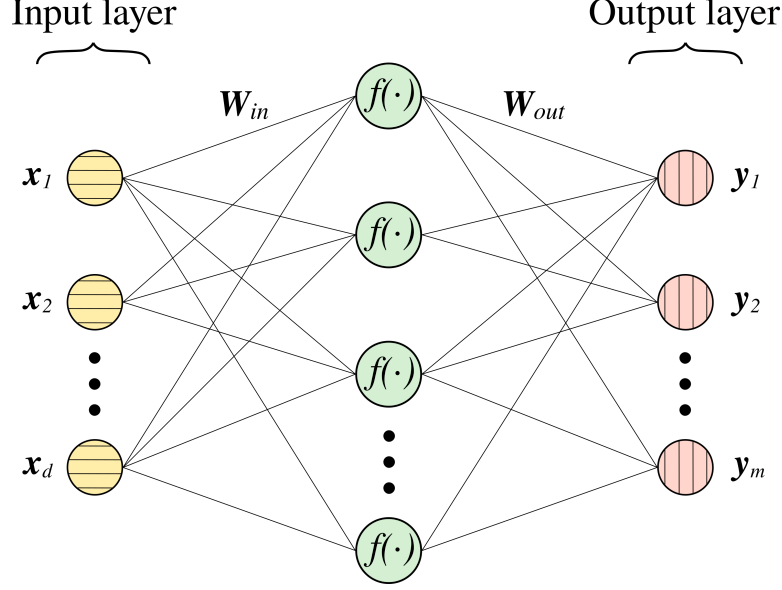 Input layer
Output layer
W_in
W_out
f(·)
x_1
y_1
f(·)
x_2
y_2
f(·)
x_d
y_m
f(·)